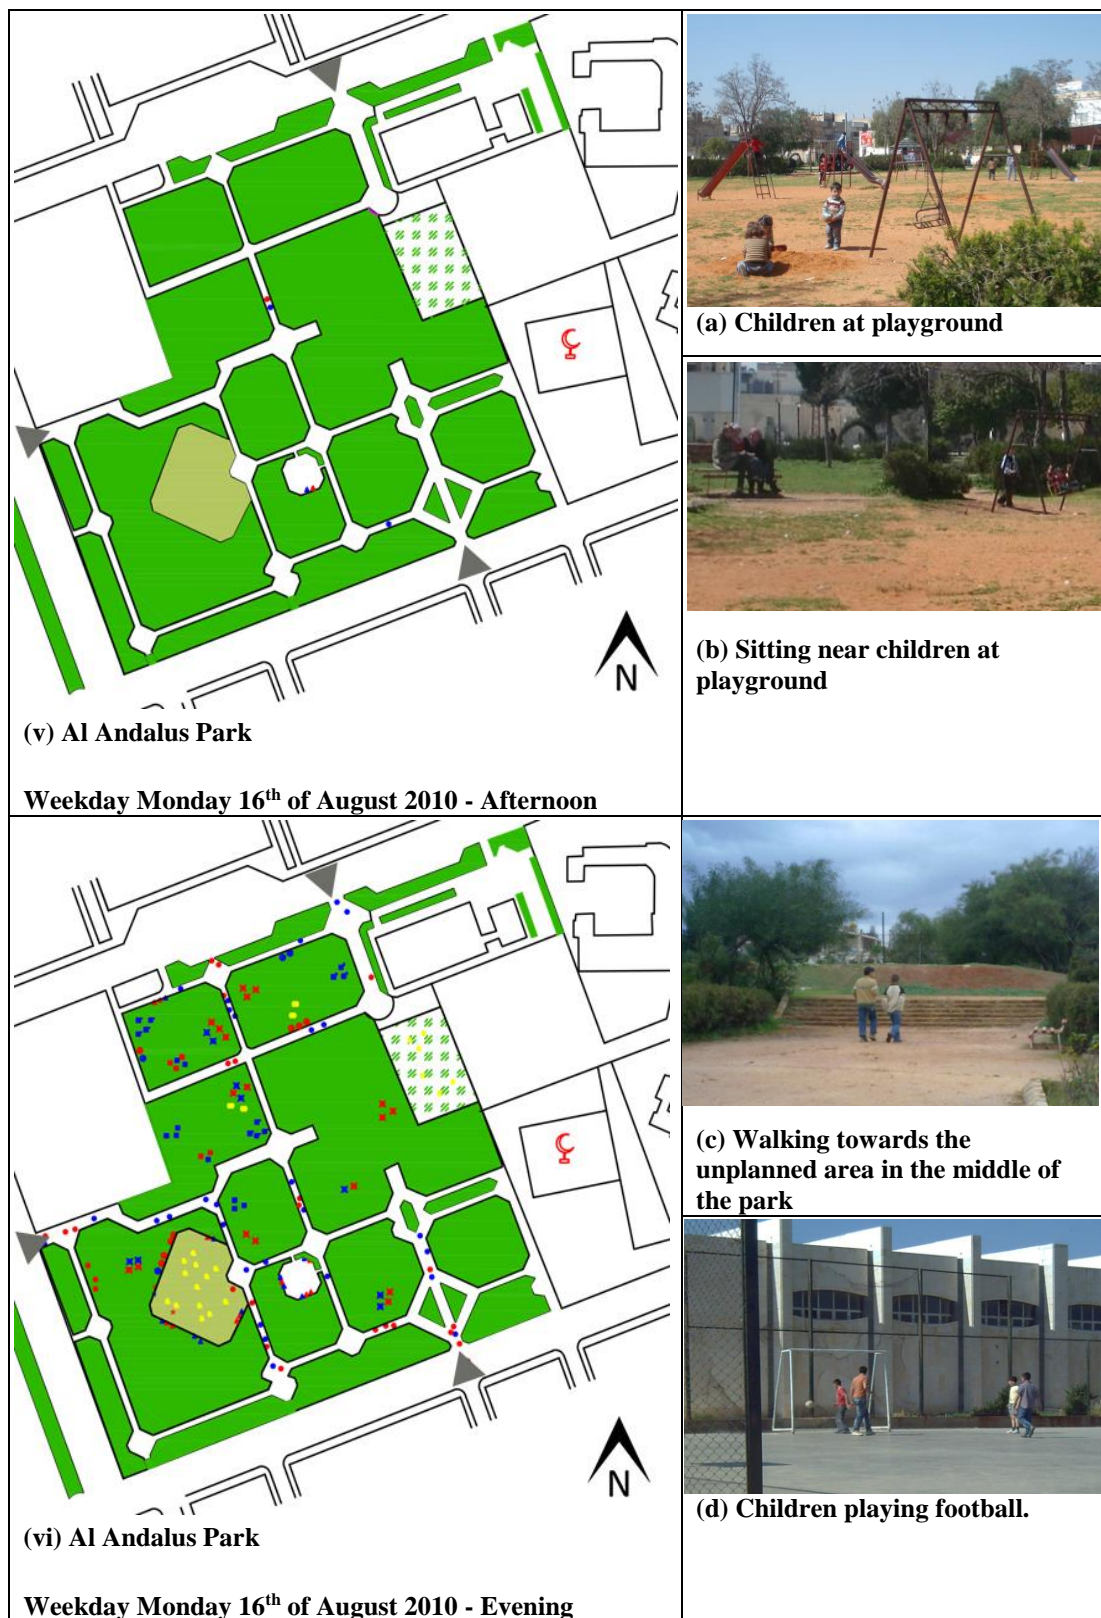 N
(v) Al Andalus Park
Weekday Monday 16th of August 2010 - Afternoon
(a) Children at playground
(b) Sitting near children at
playground
N
(vi) Al Andalus Park
Weekday Monday 16th of August 2010 - Evening
(c) Walking towards the
unplanned area in the middle of
the park
(d) Children playing football.